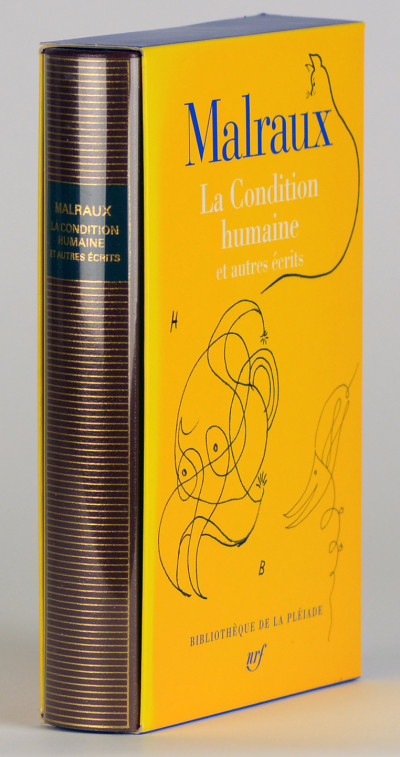 MALRAUX
LA CONDITION
HUMAINE
ET AUTRES ÉCRITS
Malraux
La Condition
humaine
et autres écrits
H
B
BIBLIOTHÈQUE DE LA PLÉIADE
nrf